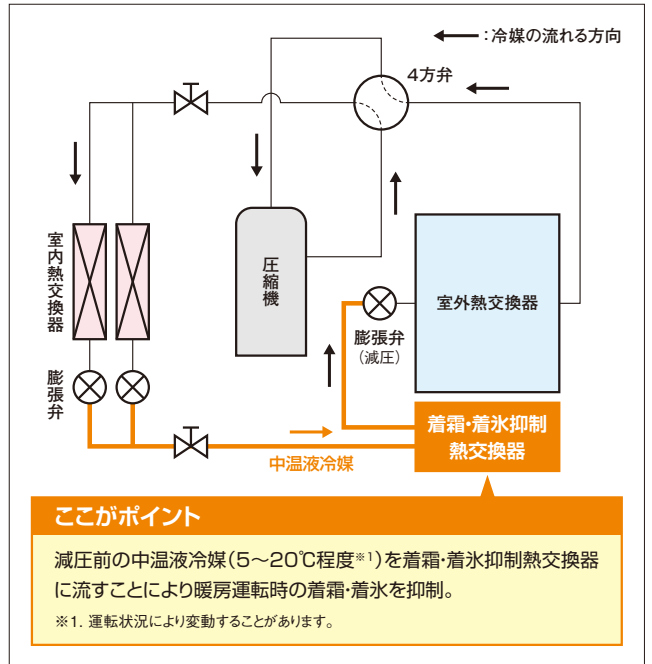 ：冷媒の流れる方向
4方弁
室内熱交換器
圧縮機
室外熱交換器
膨張弁
（減圧）
膨張弁
着霜・着氷抑制
熱交換器
中温液冷媒
ここがポイント
減圧前の中温液冷媒（5～20℃程度※1）を着霜・着氷抑制熱交換器
に流すことにより暖房運転時の着霜・着氷を抑制。
※1. 運転状況により変動することがあります。